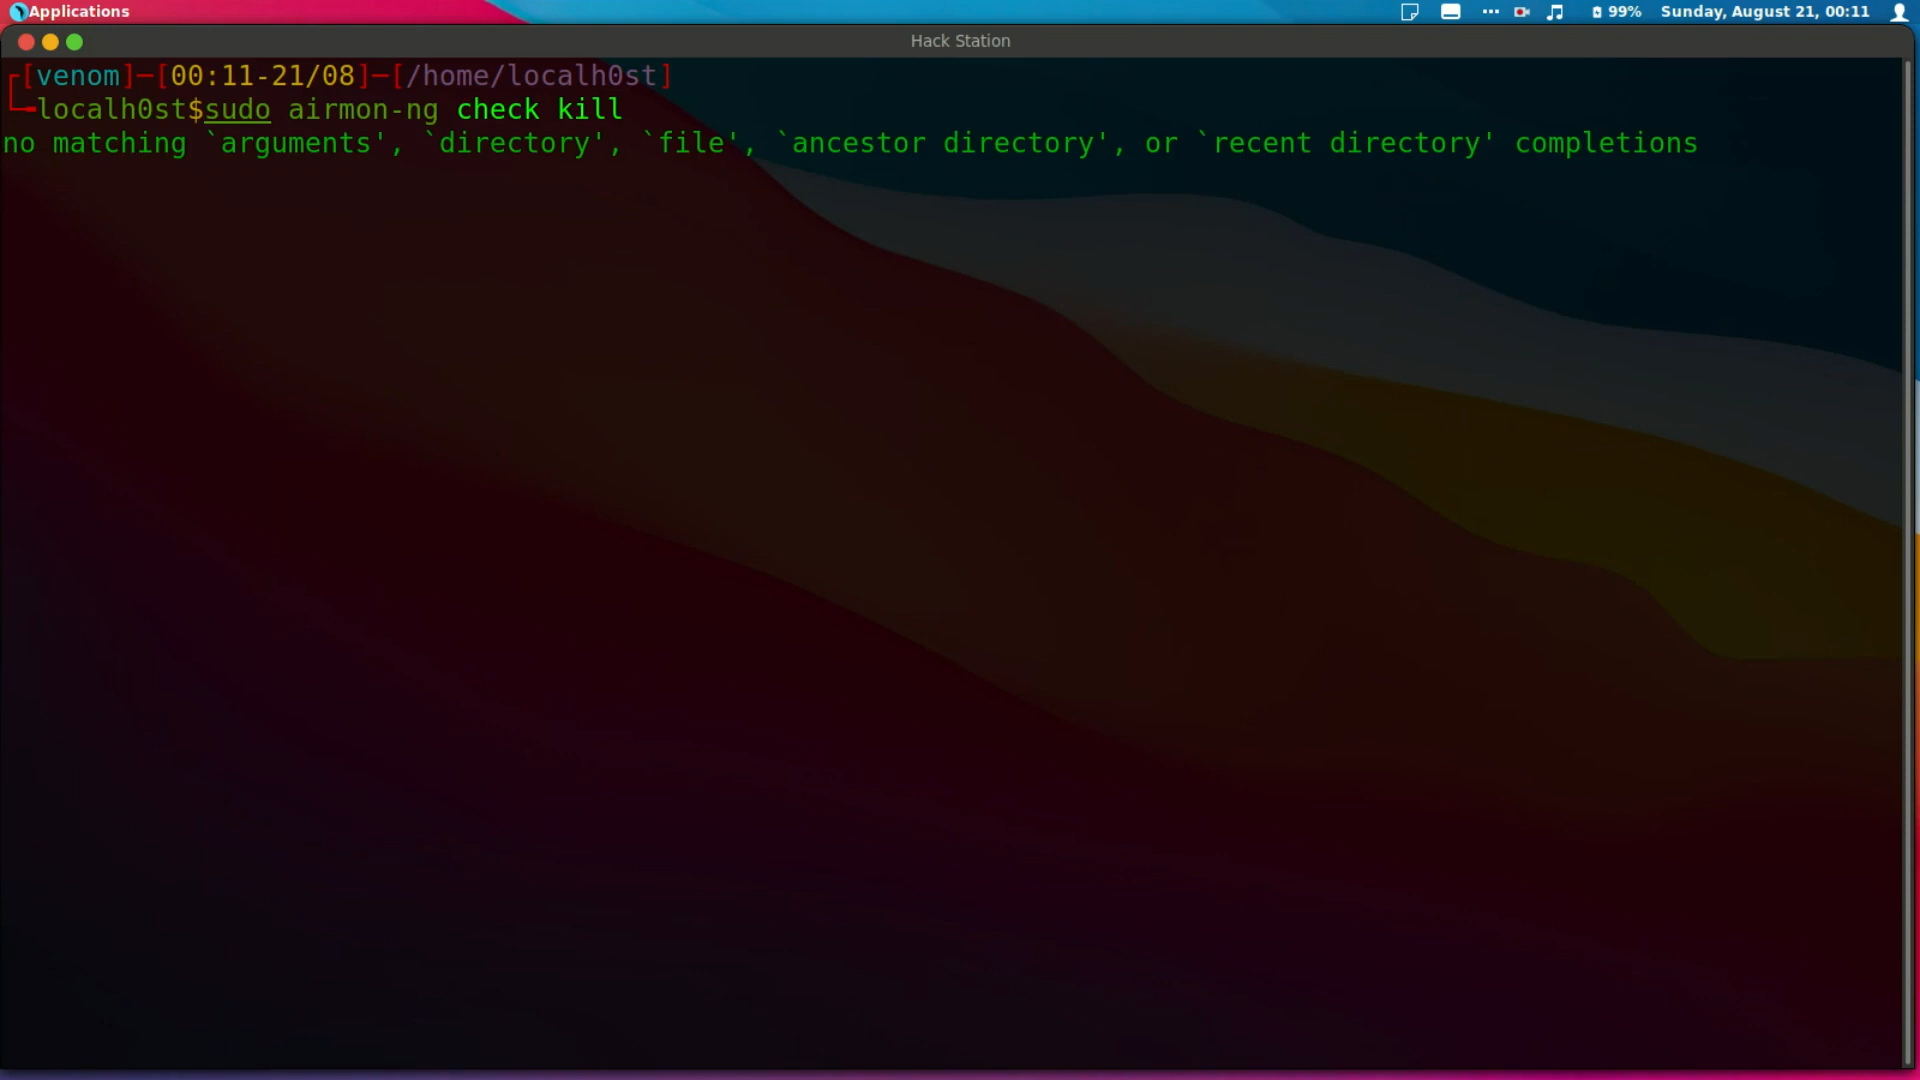 Applications
99%
Sunday, August 21, 00:11
Hack Station
┌[venom]─[00:11-21/08]─[/home/localh0st]
└╼localh0st$sudo airmon-ng check kill
no matching `arguments', `directory', `file', `ancestor directory', or `recent directory' completions